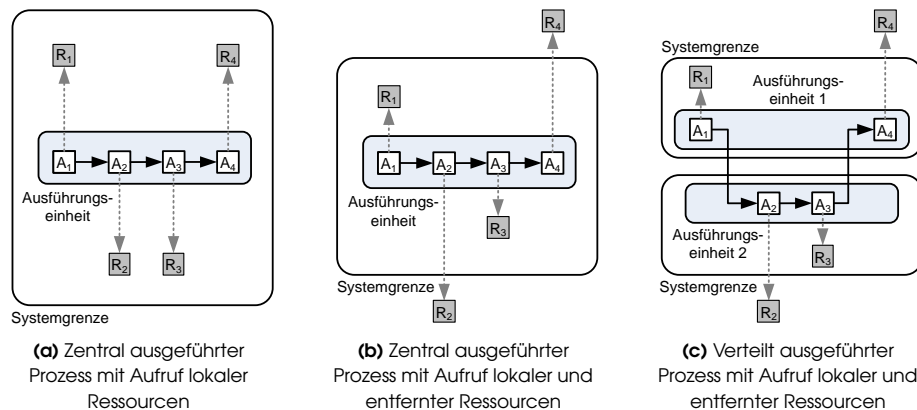 R1
R4
A1
A2
A3
A4
Ausführungs-
einheit
R2
R3
Systemgrenze
(a) Zentral ausgeführter
Prozess mit Aufruf lokaler
Ressourcen
R4
R1
A1
A2
A3
A4
Ausführungs-
einheit
R3
Systemgrenze
R2
(b) Zentral ausgeführter
Prozess mit Aufruf lokaler und
entfernter Ressourcen
R4
Systemgrenze
R1
Ausführungs-
einheit 1
A1
A4
A2
A3
Ausführungs-
einheit 2
R3
Systemgrenze
R2
(c) Verteilt ausgeführter
Prozess mit Aufruf lokaler und
entfernter Ressourcen